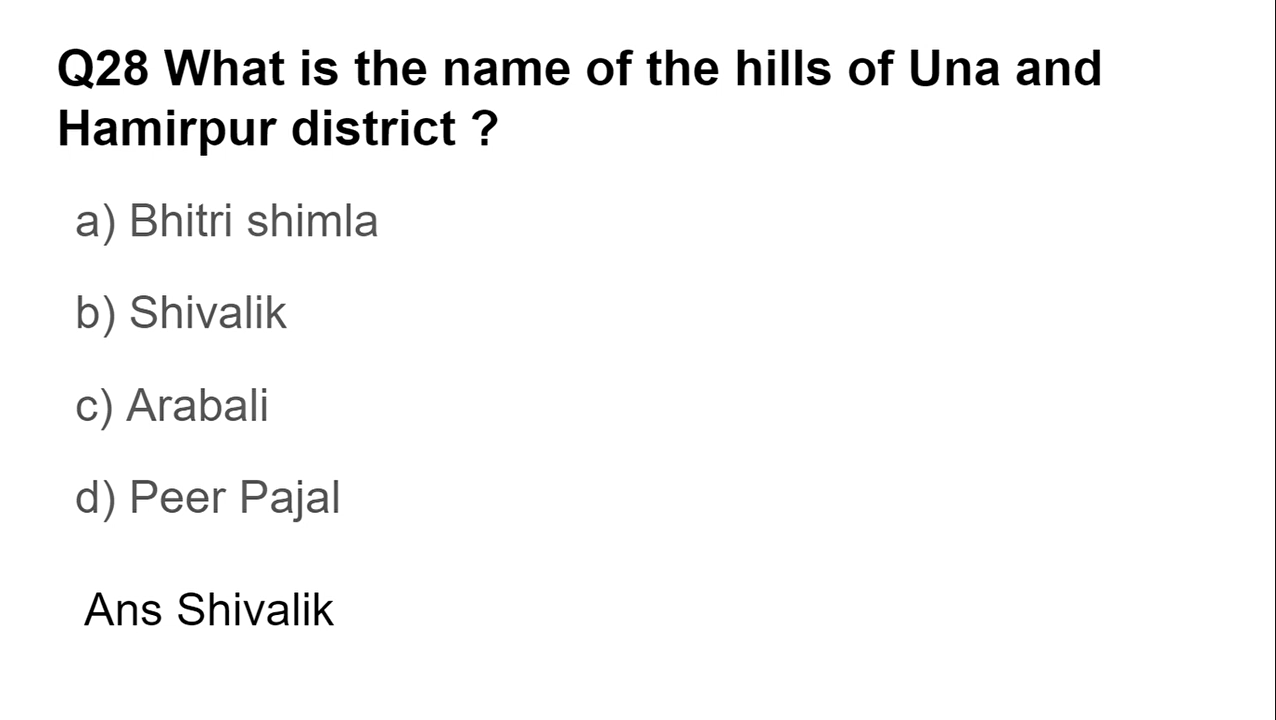 Q28 What is the name of the hills of Una and
Hamirpur district ?
a) Bhitri shimla
b) Shivalik
c) Arabali
d) Peer Pajal
Ans Shivalik